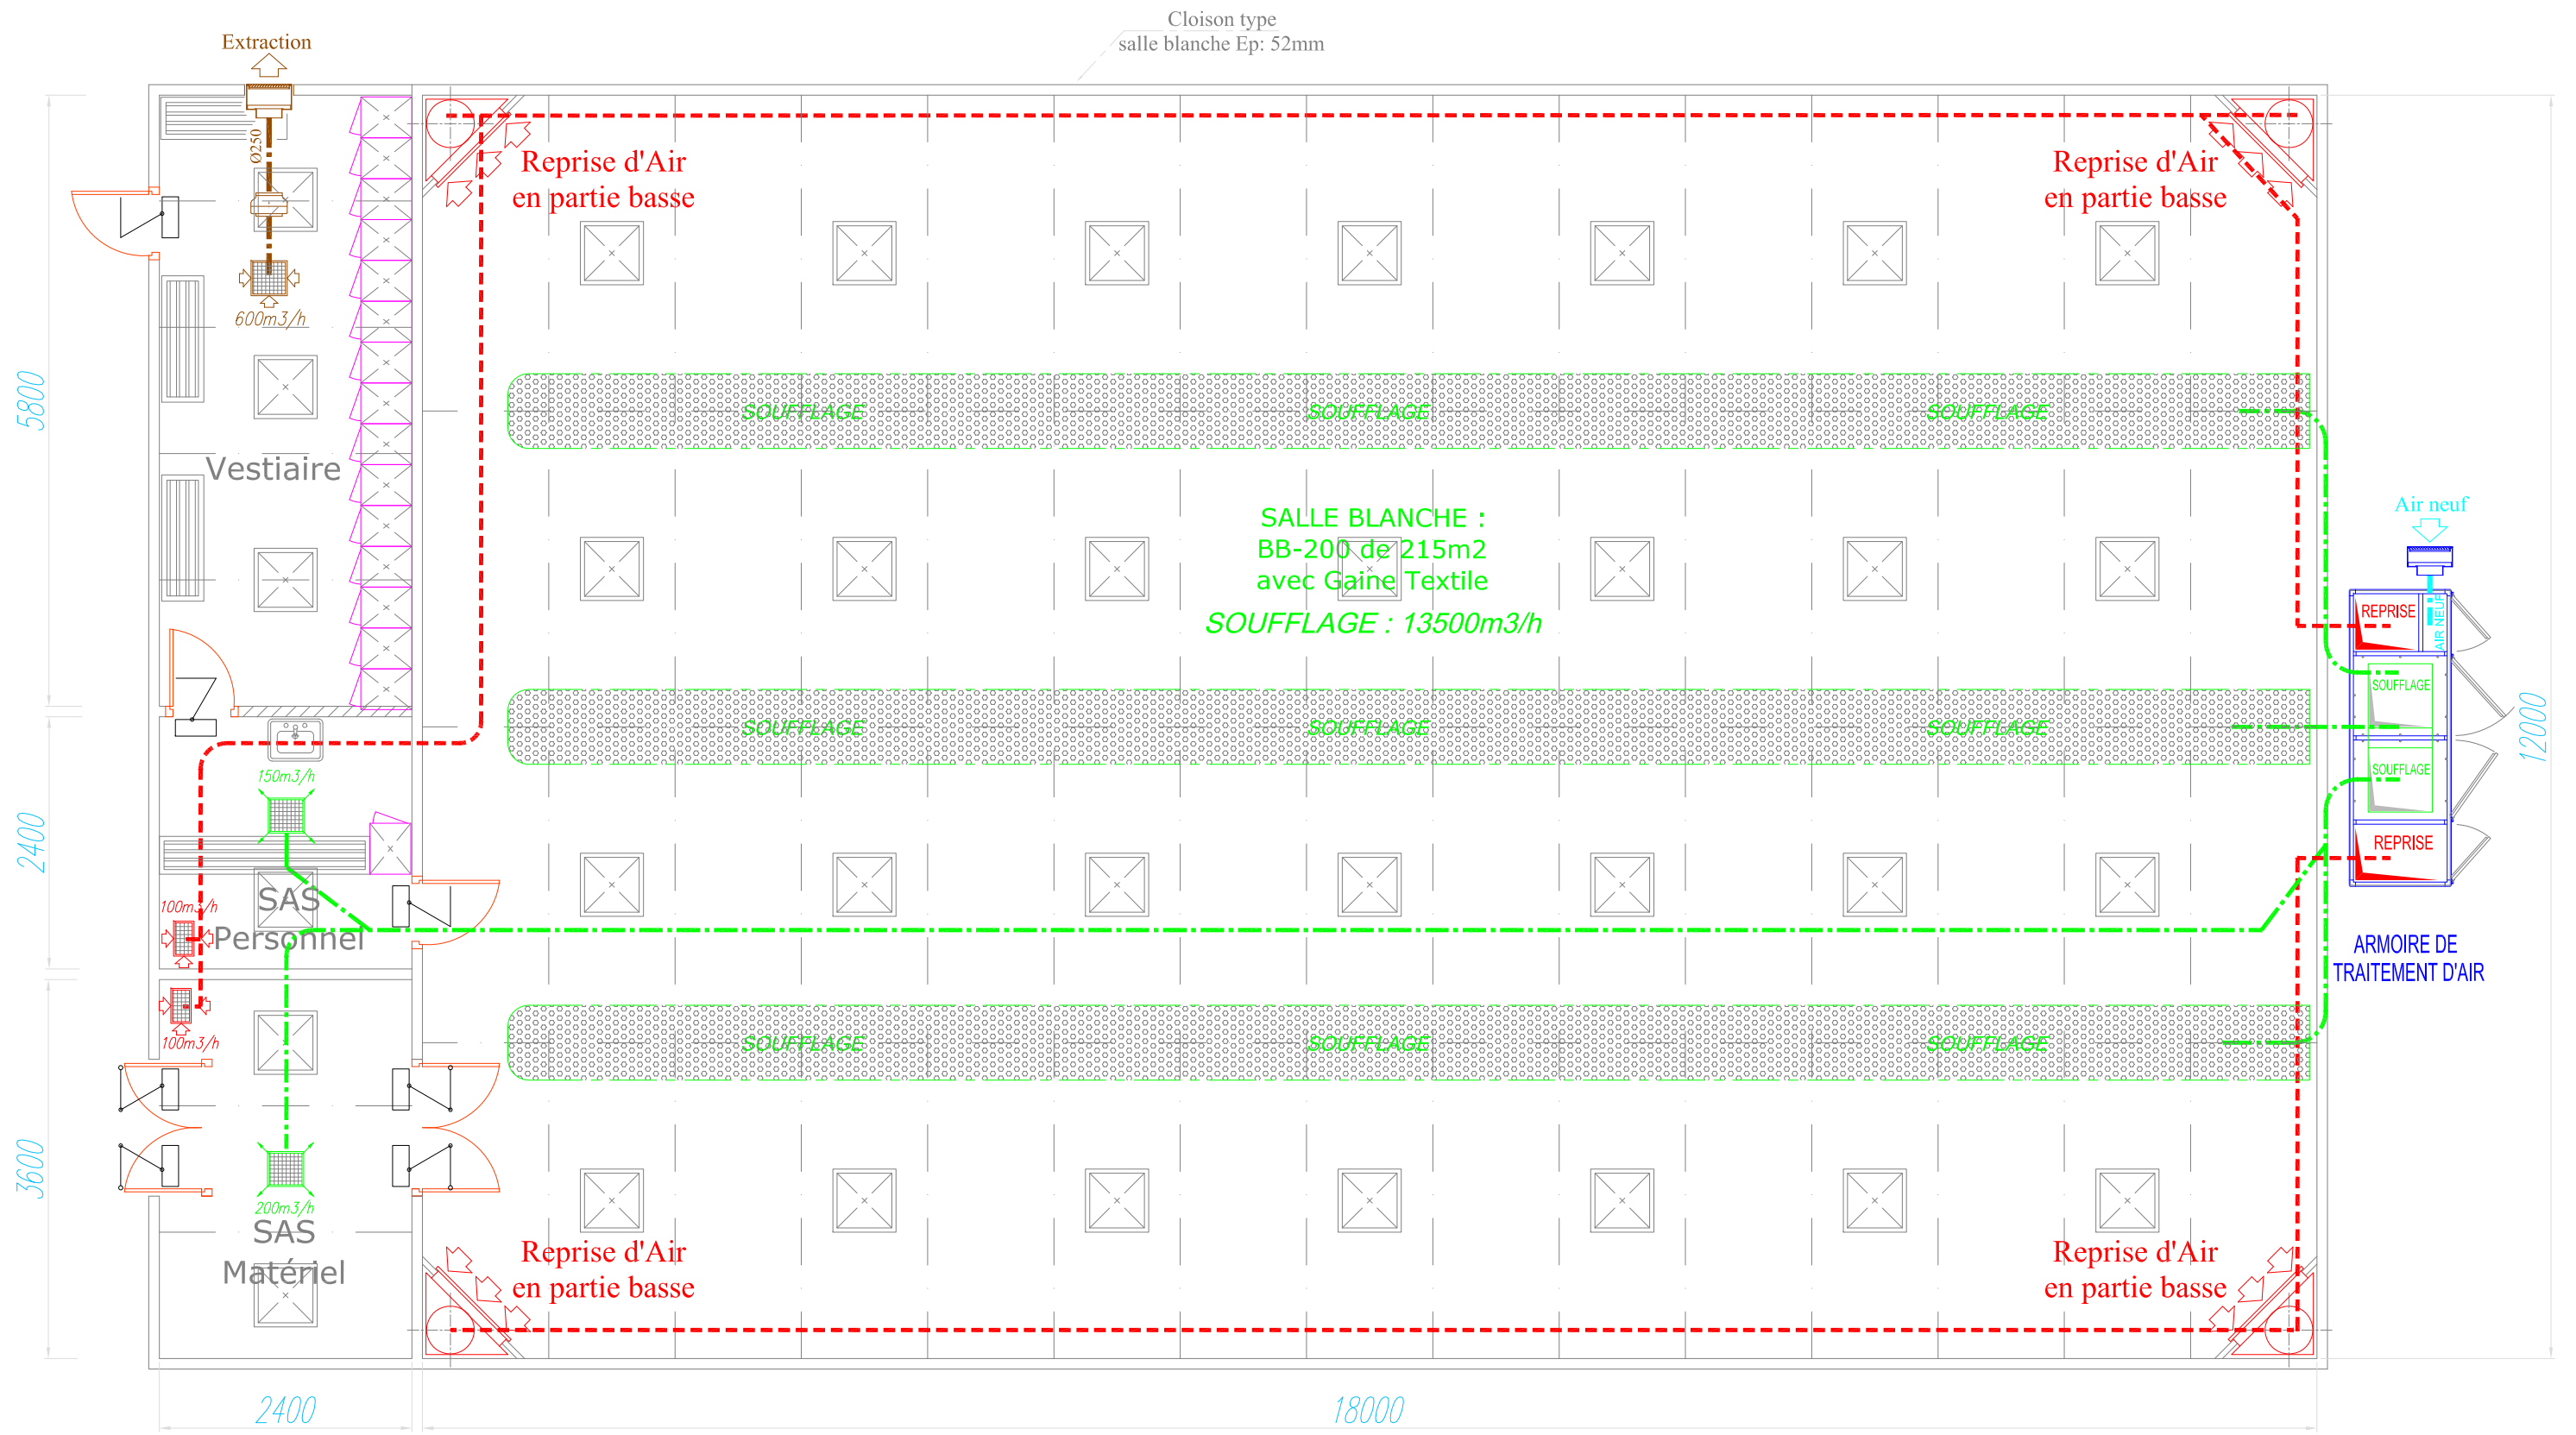 Cloison type
salle blanche Ep: 52mm
Extraction
Ø250
600m3/h
Reprise d'Air
en partie basse
Reprise d'Air
en partie basse
5800
Vestiaire
SOUFFLAGE
SOUFFLAGE
SOUFFLAGE
SALLE BLANCHE :
BB-200 de 215m2
avec Gaine Textile
SOUFFLAGE : 13500m3/h
Air neuf
REPRISE
AIR NEUF
SOUFFLAGE
SOUFFLAGE
REPRISE
12000
SOUFFLAGE
SOUFFLAGE
SOUFFLAGE
150m3/h
2400
SAS
Personnel
100m3/h
100m3/h
ARMOIRE DE
TRAITEMENT D'AIR
SOUFFLAGE
SOUFFLAGE
SOUFFLAGE
3600
200m3/h
SAS
Matériel
Reprise d'Air
en partie basse
Reprise d'Air
en partie basse
2400
18000